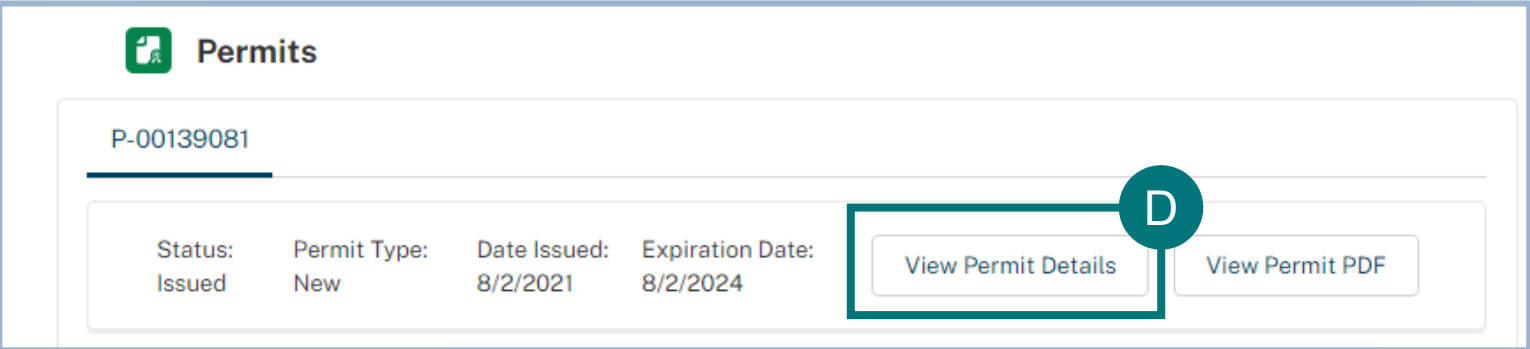 Permits
P-00139081
D
Status: Permit Type: Date Issued: Expiration Date:
Issued New 8/2/2021 8/2/2024
View Permit Details View Permit PDF